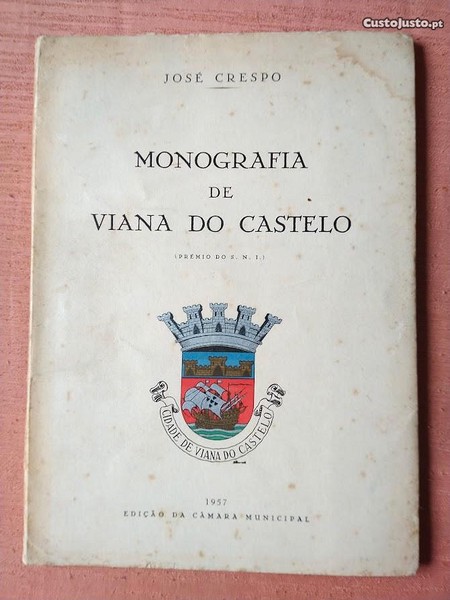 Custojusto.pt
JOSÉ CRESPO
MONOGRAFIA
DE
VIANA DO CASTELO
(PRÉMIO DO S. N. I.)
CIDADE DE VIANA DO CASTELO
1957
EDIÇÃO DA CÂMARA MUNICIPAL